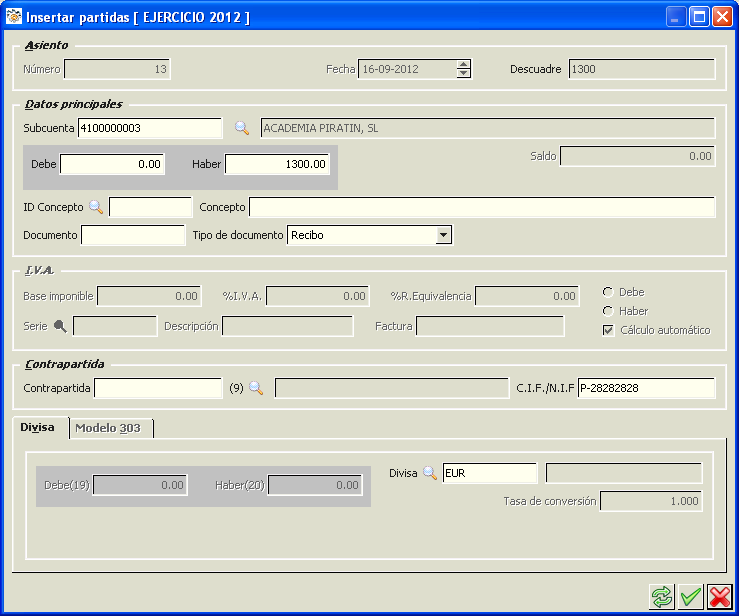 Insertar partidas [ EJERCICIO 2012 ]
Asiento
Número 13 Fecha 16-09-2012 Descuadre 1300
Datos principales
Subcuenta 4100000003 ACADEMIA PIRATIN, SL
Debe 0.00 Haber 1300.00 Saldo 0.00
ID Concepto Concepto
Documento Tipo de documento Recibo
I.V.A.
Base imponible 0.00 %I.V.A. 0.00 %R.Equivalencia 0.00 Debe
Haber
Serie Descripción Factura Cálculo automático
Contrapartida
Contrapartida (9) C.I.F./N.I.F P-28282828
Divisa Modelo 303
Debe(19) 0.00 Haber(20) 0.00 Divisa EUR
Tasa de conversión 1.000